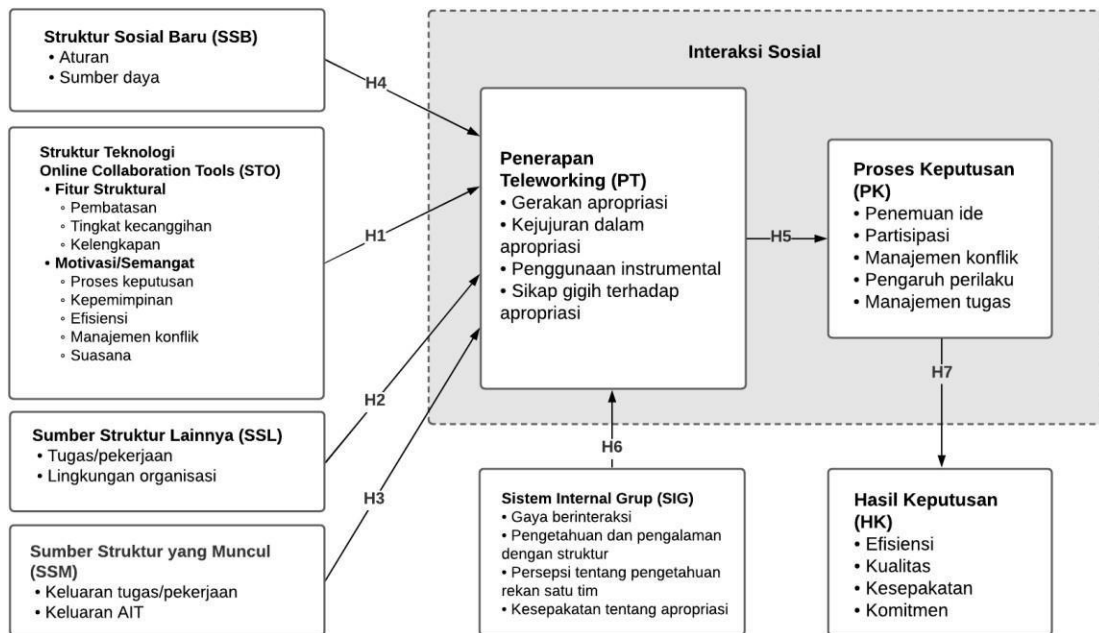 Struktur Sosial Baru (SSB)
• Aturan
• Sumber daya
Struktur Teknologi
Online Collaboration Tools (STO)
• Fitur Struktural
◦ Pembatasan
◦ Tingkat kecanggihan
◦ Kelengkapan
• Motivasi/Semangat
◦ Proses keputusan
◦ Kepemimpinan
◦ Efisiensi
◦ Manajemen konflik
◦ Suasana
Sumber Struktur Lainnya (SSL)
• Tugas/pekerjaan
• Lingkungan organisasi
Sumber Struktur yang Muncul
(SSM)
• Keluaran tugas/pekerjaan
• Keluaran AIT
H4
H1
H2
H3
Interaksi Sosial
Penerapan
Teleworking (PT)
• Gerakan apropriasi
• Kejujuran dalam
apropriasi
• Penggunaan instrumental
• Sikap gigih terhadap
apropriasi
H5
Proses Keputusan
(PK)
• Penemuan ide
• Partisipasi
• Manajemen konflik
• Pengaruh perilaku
• Manajemen tugas
H6
H7
Sistem Internal Grup (SIG)
• Gaya berinteraksi
• Pengetahuan dan pengalaman
dengan struktur
• Persepsi tentang pengetahuan
rekan satu tim
• Kesepakatan tentang apropriasi
Hasil Keputusan
(HK)
• Efisiensi
• Kualitas
• Kesepakatan
• Komitmen